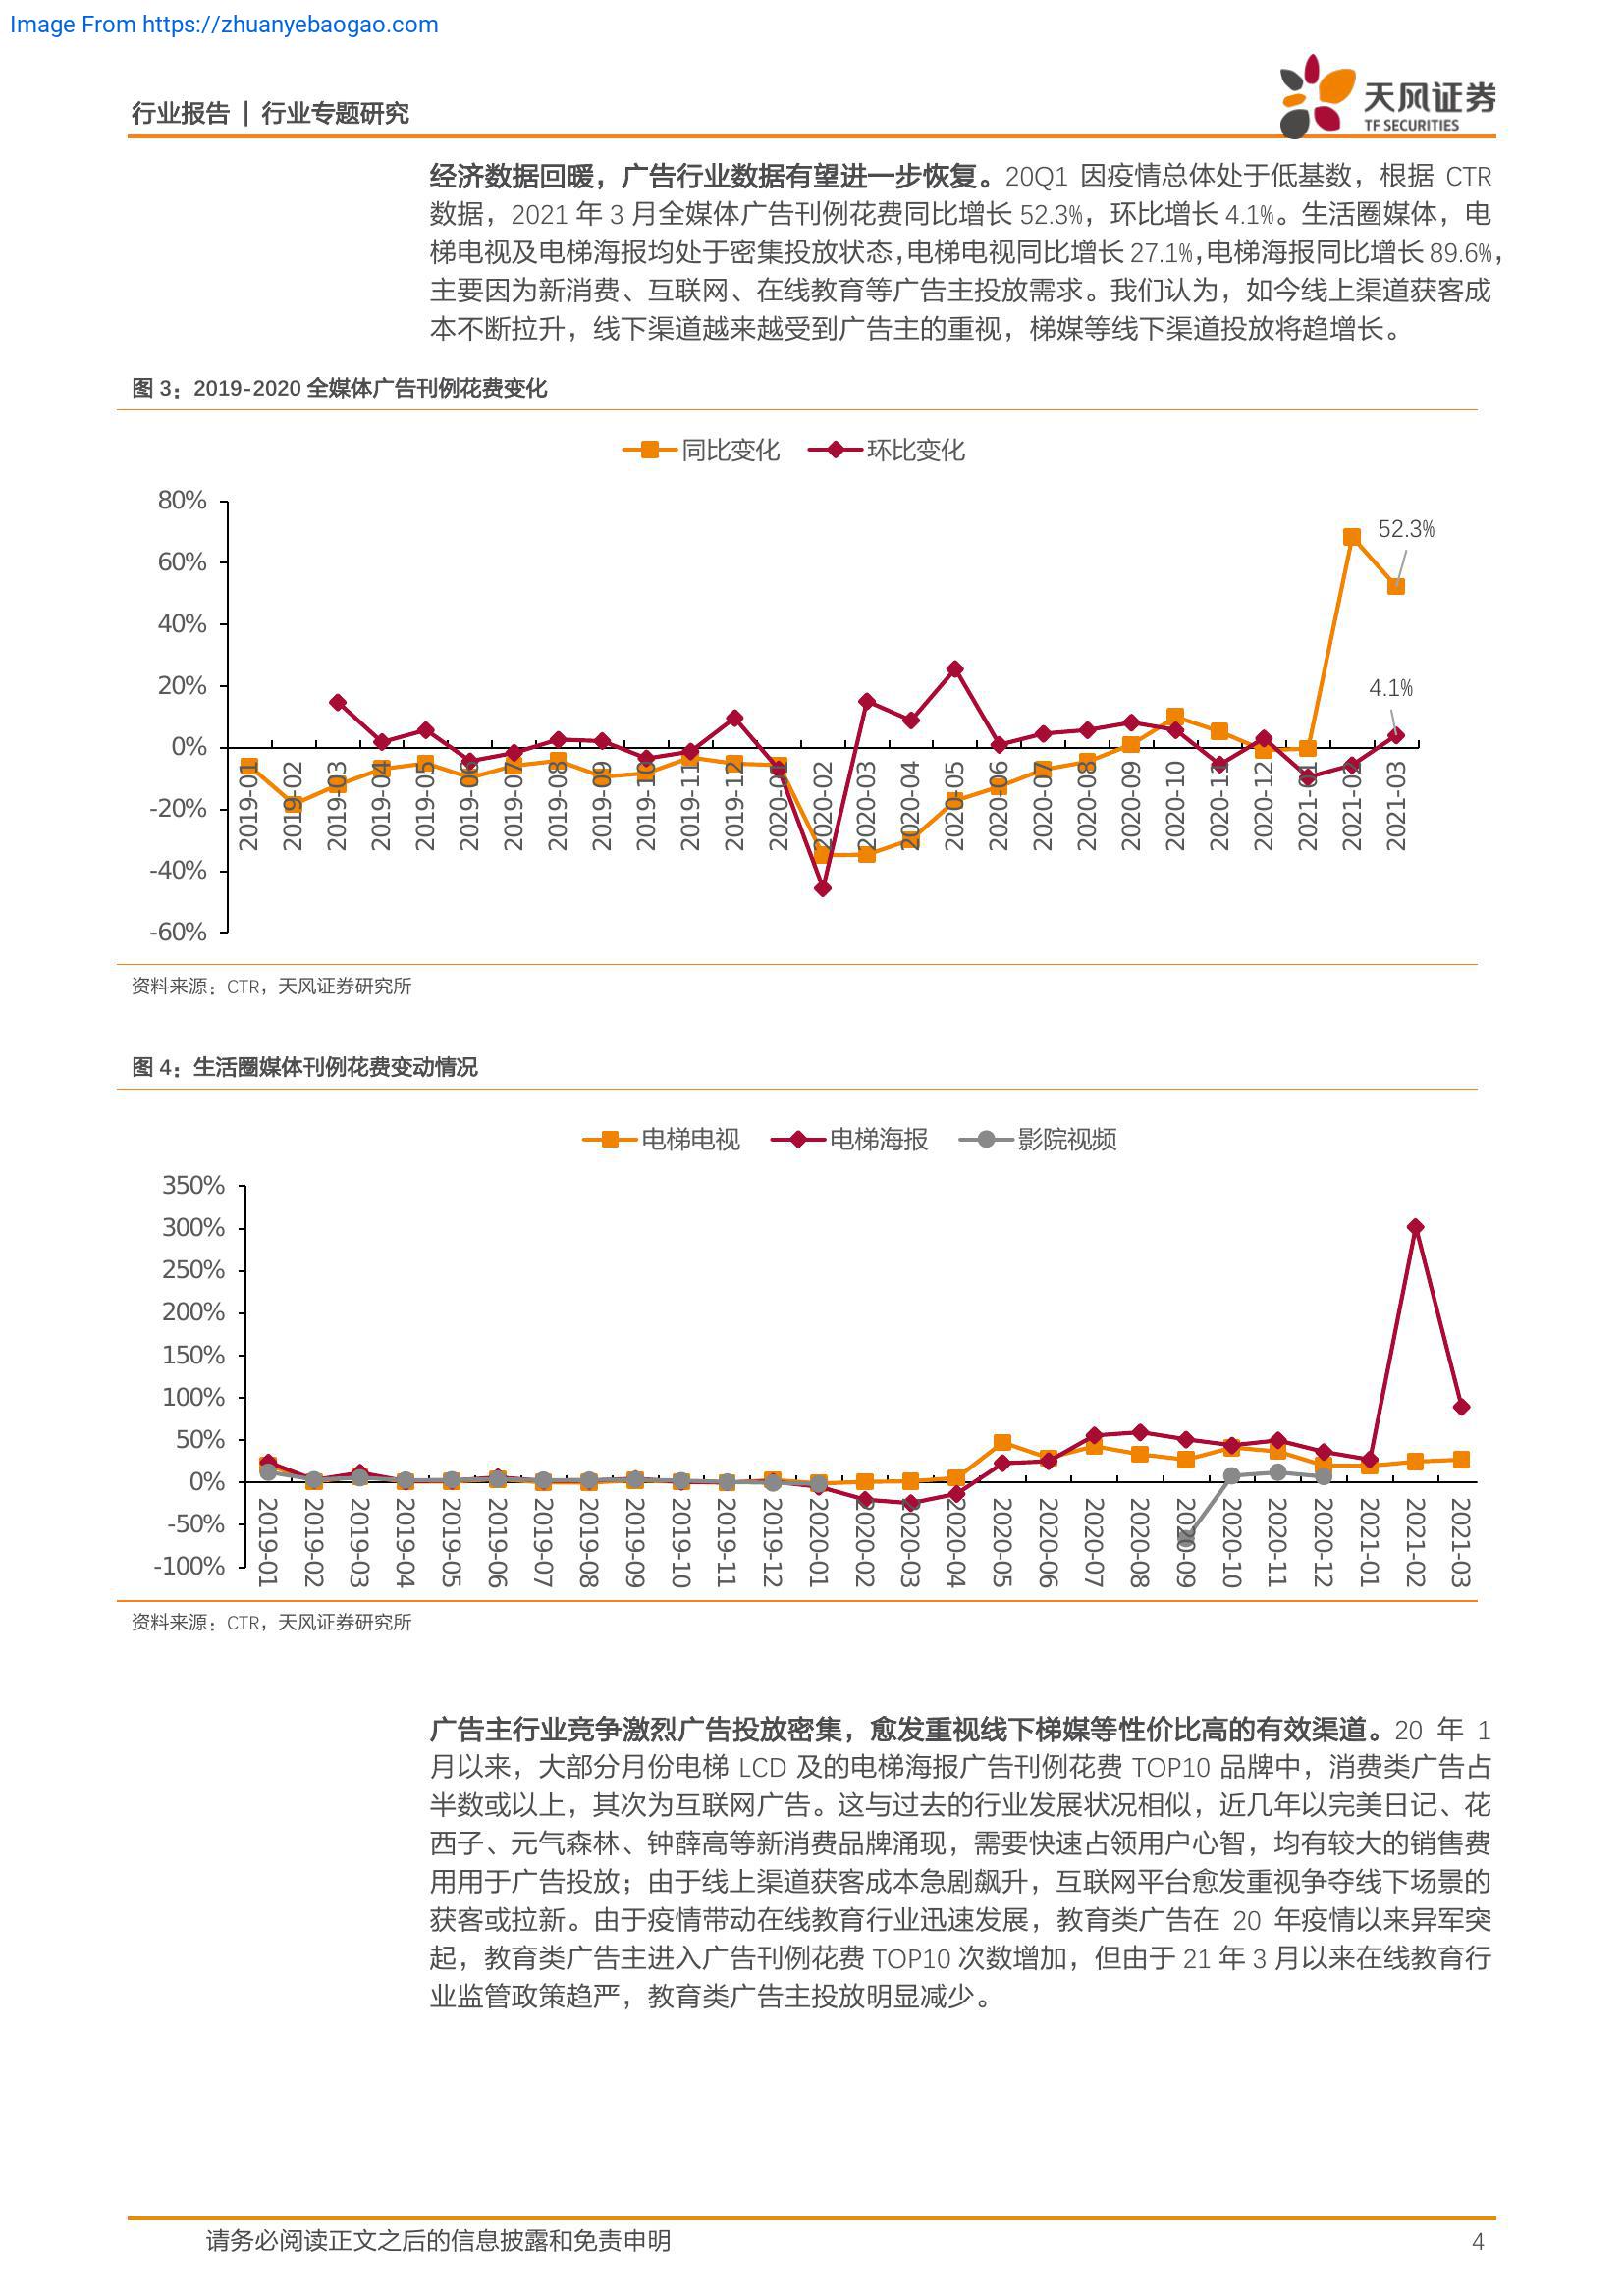 Image From https://zhuanyebaogao.com
行业报告 | 行业专题研究
天风证券
TF SECURITIES
经济数据回暖，广告行业数据有望进一步恢复。20Q1 因疫情总体处于低基数，根据 CTR
数据，2021 年 3 月全媒体广告刊例花费同比增长 52.3%，环比增长 4.1%。生活圈媒体，电
梯电视及电梯海报均处于密集投放状态，电梯电视同比增长 27.1%，电梯海报同比增长 89.6%，
主要因为新消费、互联网、在线教育等广告主投放需求。我们认为，如今线上渠道获客成
本不断拉升，线下渠道越来越受到广告主的重视，梯媒等线下渠道投放将趋增长。
图 3：2019-2020 全媒体广告刊例花费变化
同比变化 环比变化
80%
60%
40%
20%
0%
-20%
-40%
-60%
52.3%
4.1%
2019-01 2019-02 2019-03 2019-04 2019-05 2019-06 2019-07 2019-08 2019-09 2019-10 2019-11 2019-12 2020-01 2020-02 2020-03 2020-04 2020-05 2020-06 2020-07 2020-08 2020-09 2020-10 2020-11 2020-12 2021-01 2021-02 2021-03
资料来源：CTR，天风证券研究所
图 4：生活圈媒体刊例花费变动情况
电梯电视 电梯海报 影院视频
350%
300%
250%
200%
150%
100%
50%
0%
-50%
-100%
2019-01 2019-02 2019-03 2019-04 2019-05 2019-06 2019-07 2019-08 2019-09 2019-10 2019-11 2019-12 2020-01 2020-02 2020-03 2020-04 2020-05 2020-06 2020-07 2020-08 2020-09 2020-10 2020-11 2020-12 2021-01 2021-02 2021-03
资料来源：CTR，天风证券研究所
广告主行业竞争激烈广告投放密集，愈发重视线下梯媒等性价比高的有效渠道。20 年 1
月以来，大部分月份电梯 LCD 及的电梯海报广告刊例花费 TOP10 品牌中，消费类广告占
半数或以上，其次为互联网广告。这与过去的行业发展状况相似，近几年以完美日记、花
西子、元气森林、钟薛高等新消费品牌涌现，需要快速占领用户心智，均有较大的销售费
用用于广告投放；由于线上渠道获客成本急剧飙升，互联网平台愈发重视争夺线下场景的
获客或拉新。由于疫情带动在线教育行业迅速发展，教育类广告在 20 年疫情以来异军突
起，教育类广告主进入广告刊例花费 TOP10 次数增加，但由于 21 年 3 月以来在线教育行
业监管政策趋严，教育类广告主投放明显减少。
请务必阅读正文之后的信息披露和免责申明
4